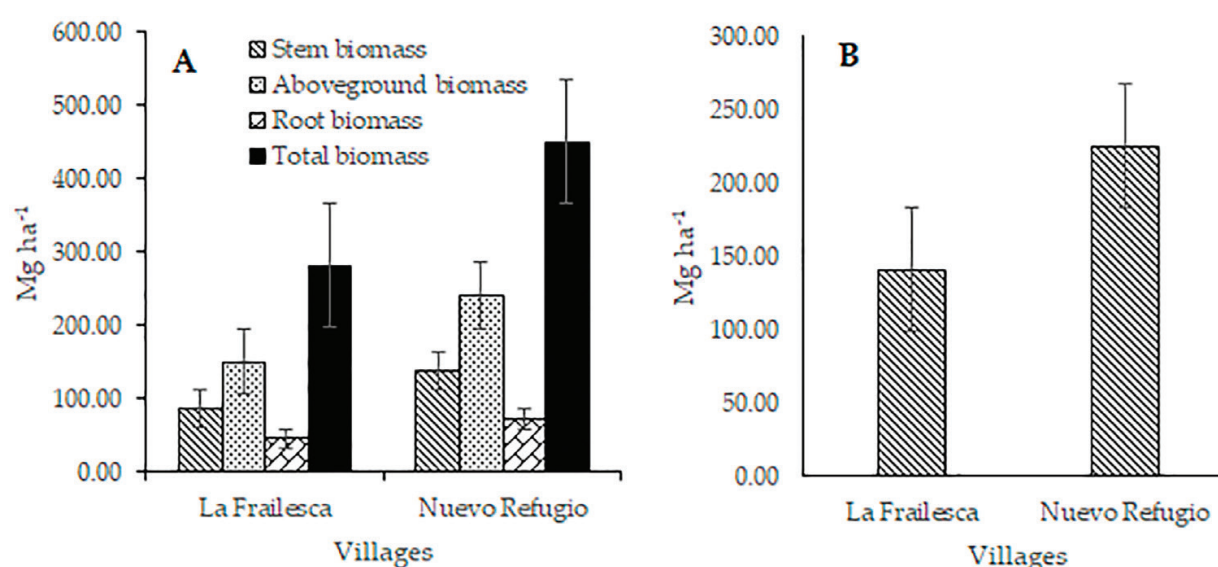 A
Stem biomass
Aboveground biomass
Root biomass
Total biomass
600.00
500.00
400.00
300.00
200.00
100.00
0.00
Mg ha⁻¹
La Frailesca
Nuevo Refugio
Villages
B
300.00
250.00
200.00
150.00
100.00
50.00
0.00
Mg ha⁻¹
La Frailesca
Nuevo Refugio
Villages